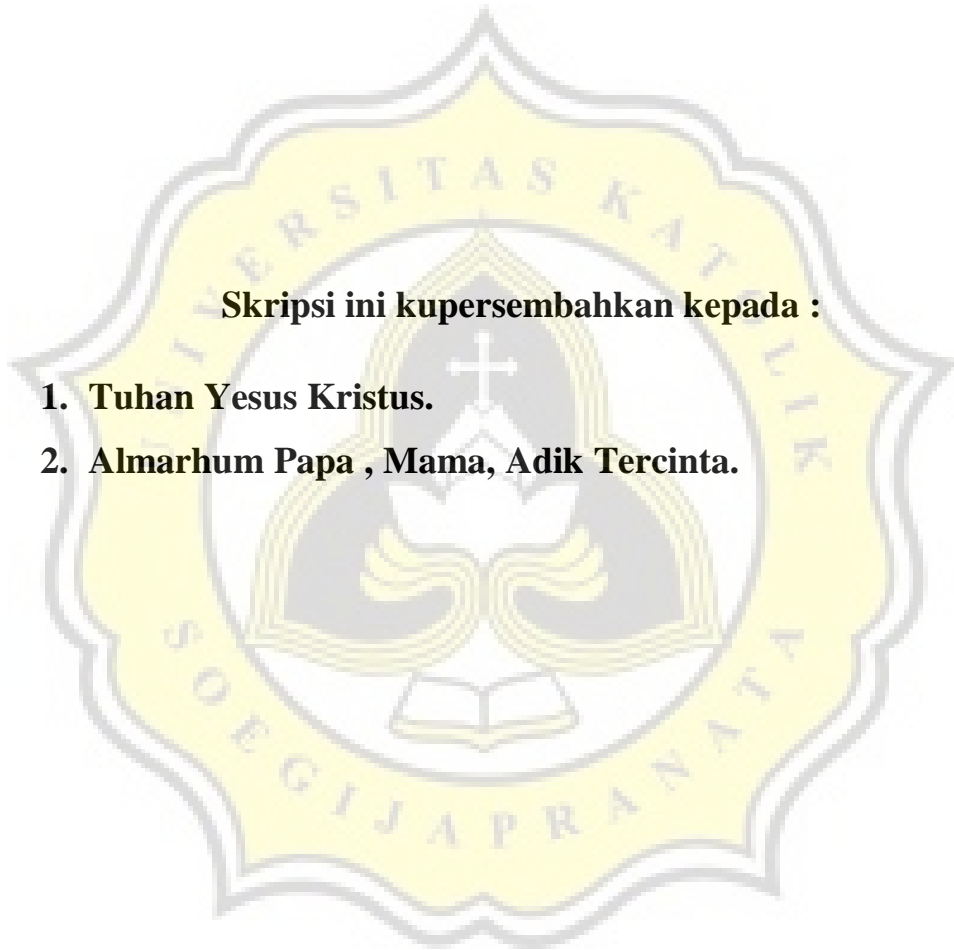 UNIVERSITAS KATOLIK
Skripsi ini kupersembahkan kepada :
1. Tuhan Yesus Kristus.
2. Almarhum Papa , Mama, Adik Tercinta.
SOEGIJAPRANATA